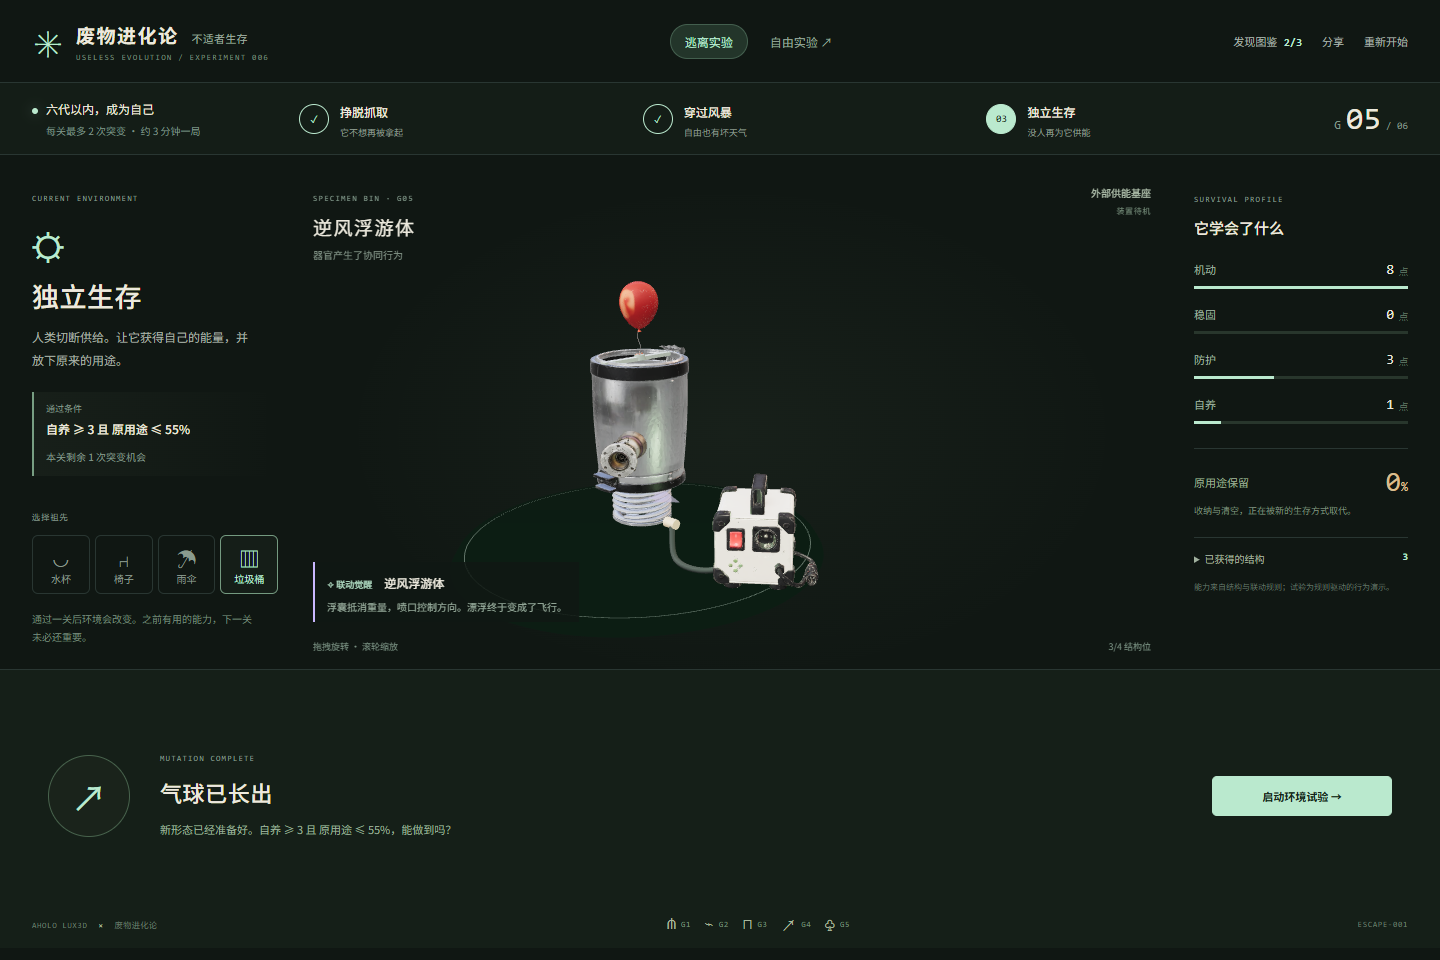 废物进化论 不适者生存
USELESS EVOLUTION / EXPERIMENT 006
逃离实验 自由实验 ↗
发现图鉴 2/3 分享 重新开始
六代以内，成为自己
每关最多 2 次突变 · 约 3 分钟一局
✓ 挣脱抓取
它不想再被拿起
✓ 穿过风暴
自由也有坏天气
03 独立生存
没人再为它供能
G 05 / 06
CURRENT ENVIRONMENT
独立生存
人类切断供给。让它获得自己的能量，并
放下原来的用途。
通过条件
自养 ≥ 3 且 原用途 ≤ 55%
本关剩余 1 次突变机会
选择祖先
水杯 椅子 雨伞 垃圾桶
通过一关后环境会改变。之前有用的能力，下一关
未必还重要。
SPECIMEN BIN · G05
逆风浮游体
器官产生了协同行为
外部供能基座
装置待机
联动觉醒 逆风浮游体
浮囊抵消重量，喷口控制方向。漂浮终于变成了飞行。
拖拽旋转 · 滚轮缩放
3/4 结构位
SURVIVAL PROFILE
它学会了什么
机动 8 点
稳固 0 点
防护 3 点
自养 1 点
原用途保留 0%
收纳与清空，正在被新的生存方式取代。
▶ 已获得的结构 3
能力来自结构与联动规则；试验为规则驱动的行为演示。
MUTATION COMPLETE
气球已长出
新形态已经准备好。自养 ≥ 3 且 原用途 ≤ 55%，能做到吗？
启动环境试验 →
AHOLO LUX3D × 废物进化论
G1 G2 G3 G4 G5
ESCAPE-001